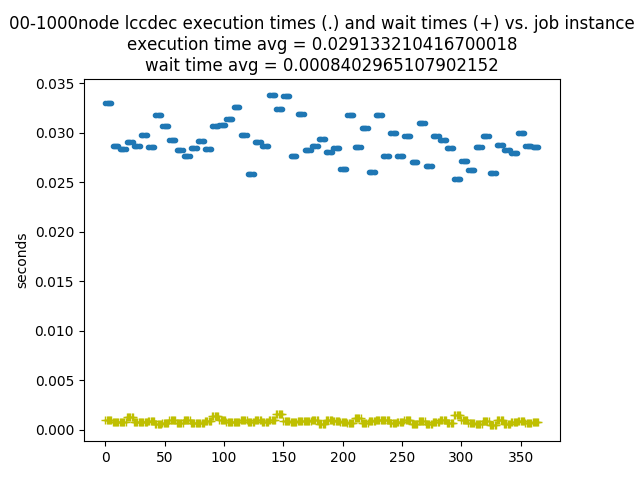 00-1000node lccdec execution times (.) and wait times (+) vs. job instance
execution time avg = 0.029133210416700018
wait time avg = 0.0008402965107902152
0.035
0.030
0.025
0.020
0.015
0.010
0.005
0.000
seconds
0 50 100 150 200 250 300 350